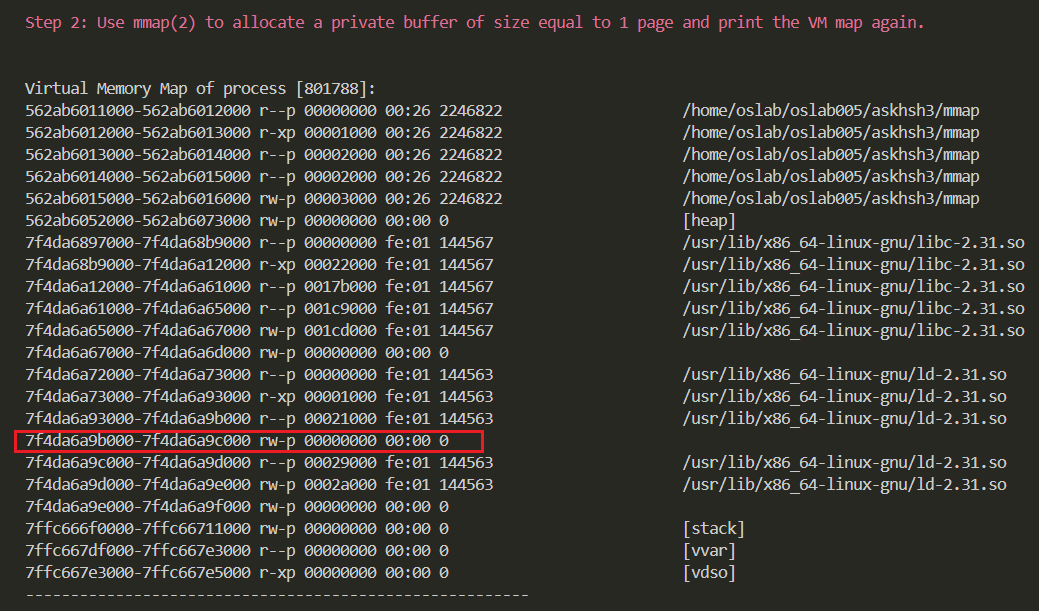 Step 2: Use mmap(2) to allocate a private buffer of size equal to 1 page and print the VM map again.
Virtual Memory Map of process [801788]:
562ab6011000-562ab6012000 r--p 00000000 00:26 2246822 /home/oslab/oslab005/askhsh3/mmap
562ab6012000-562ab6013000 r-xp 00001000 00:26 2246822 /home/oslab/oslab005/askhsh3/mmap
562ab6013000-562ab6014000 r--p 00002000 00:26 2246822 /home/oslab/oslab005/askhsh3/mmap
562ab6014000-562ab6015000 r--p 00002000 00:26 2246822 /home/oslab/oslab005/askhsh3/mmap
562ab6015000-562ab6016000 rw-p 00003000 00:26 2246822 /home/oslab/oslab005/askhsh3/mmap
562ab6052000-562ab6073000 rw-p 00000000 00:00 0 [heap]
7f4da6897000-7f4da68b9000 r--p 00000000 fe:01 144567 /usr/lib/x86_64-linux-gnu/libc-2.31.so
7f4da68b9000-7f4da6a12000 r-xp 00022000 fe:01 144567 /usr/lib/x86_64-linux-gnu/libc-2.31.so
7f4da6a12000-7f4da6a61000 r--p 0017b000 fe:01 144567 /usr/lib/x86_64-linux-gnu/libc-2.31.so
7f4da6a61000-7f4da6a65000 r--p 001c9000 fe:01 144567 /usr/lib/x86_64-linux-gnu/libc-2.31.so
7f4da6a65000-7f4da6a67000 rw-p 001cd000 fe:01 144567 /usr/lib/x86_64-linux-gnu/libc-2.31.so
7f4da6a67000-7f4da6a6d000 rw-p 00000000 00:00 0
7f4da6a72000-7f4da6a73000 r--p 00000000 fe:01 144563 /usr/lib/x86_64-linux-gnu/ld-2.31.so
7f4da6a73000-7f4da6a93000 r-xp 00001000 fe:01 144563 /usr/lib/x86_64-linux-gnu/ld-2.31.so
7f4da6a93000-7f4da6a9b000 r--p 00021000 fe:01 144563 /usr/lib/x86_64-linux-gnu/ld-2.31.so
7f4da6a9b000-7f4da6a9c000 rw-p 00000000 00:00 0
7f4da6a9c000-7f4da6a9d000 r--p 00029000 fe:01 144563 /usr/lib/x86_64-linux-gnu/ld-2.31.so
7f4da6a9d000-7f4da6a9e000 rw-p 0002a000 fe:01 144563 /usr/lib/x86_64-linux-gnu/ld-2.31.so
7f4da6a9e000-7f4da6a9f000 rw-p 00000000 00:00 0
7ffc666f0000-7ffc66711000 rw-p 00000000 00:00 0 [stack]
7ffc667df000-7ffc667e3000 r--p 00000000 00:00 0 [vvar]
7ffc667e3000-7ffc667e5000 r-xp 00000000 00:00 0 [vdso]
--------------------------------------------------------